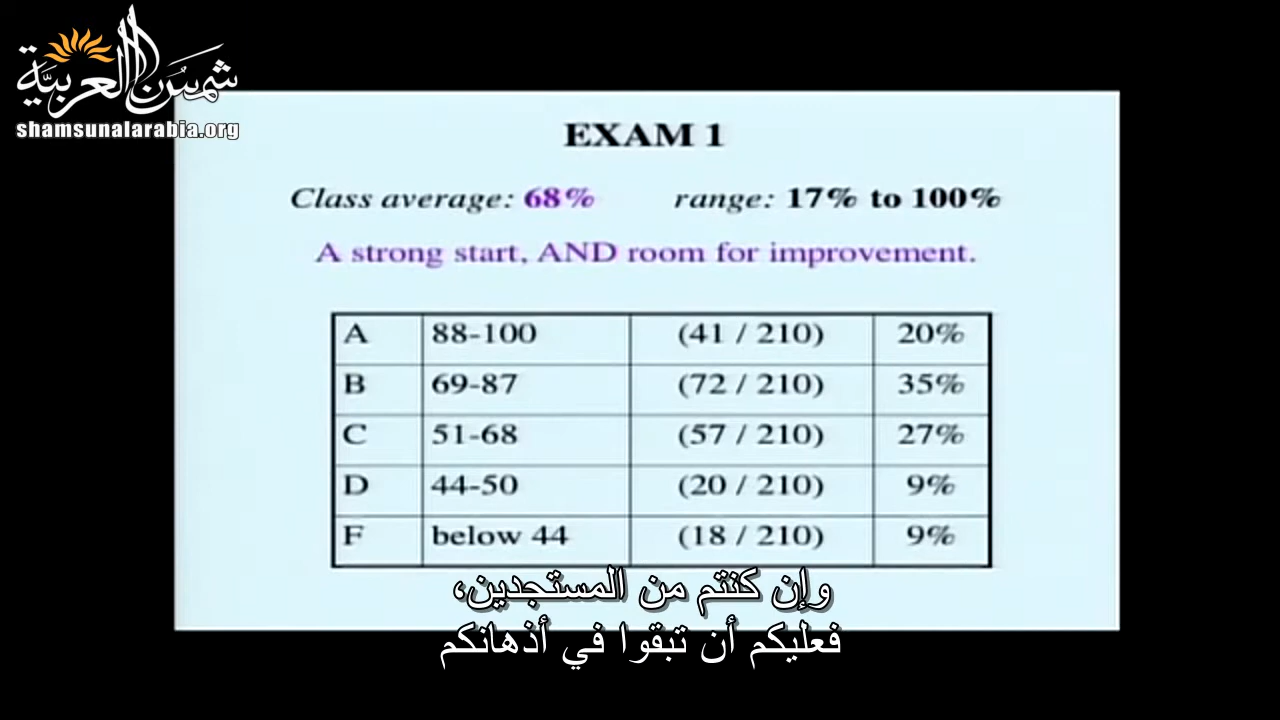 شمس العربية
shamsunalarabia.org
EXAM 1
Class average: 68% range: 17% to 100%
A strong start, AND room for improvement.
A 88-100 (41 / 210) 20%
B 69-87 (72 / 210) 35%
C 51-68 (57 / 210) 27%
D 44-50 (20 / 210) 9%
F below 44 (18 / 210) 9%
وإن كنتم من المستجدين،
فعليكم أن تبقوا في أذهانكم